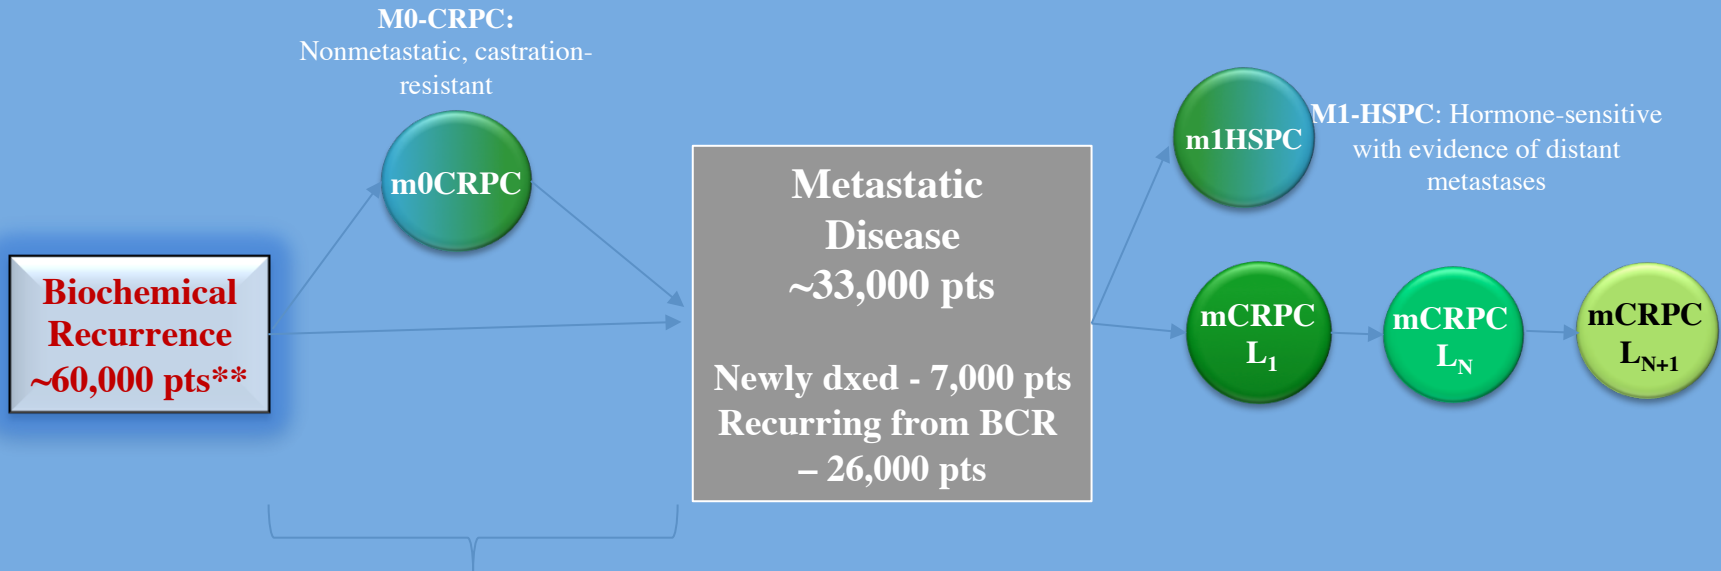 M0-CRPC:
Nonmetastatic, castration-
resistant
m0CRPC
Biochemical
Recurrence
~60,000 pts**
Metastatic
Disease
~33,000 pts
Newly dxed - 7,000 pts
Recurring from BCR
– 26,000 pts
m1HSPC
M1-HSPC: Hormone-sensitive
with evidence of distant
metastases
mCRPC
L1
mCRPC
LN
mCRPC
LN+1